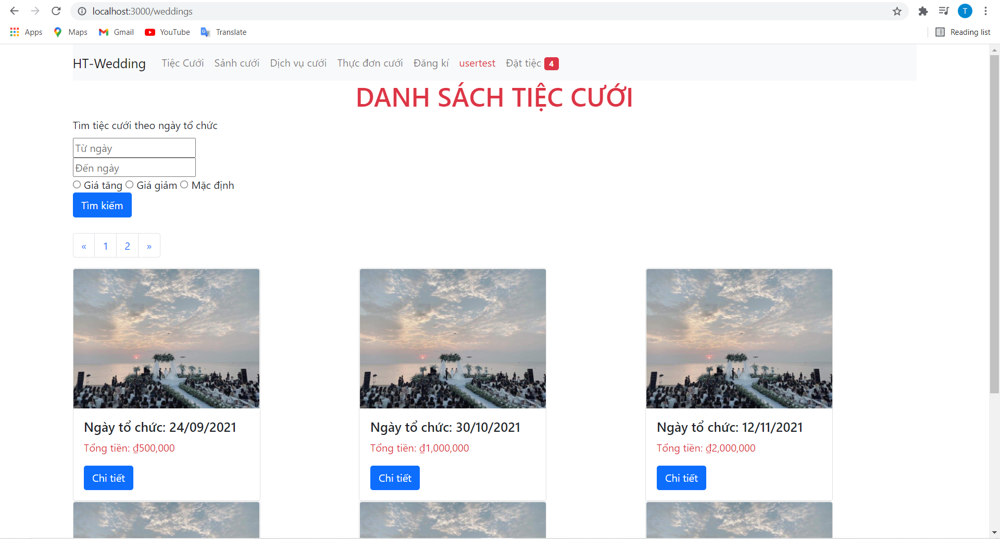 localhost:3000/weddings
T
Apps Maps Gmail YouTube Translate Reading list
HT-Wedding Tiệc Cưới Sảnh cưới Dịch vụ cưới Thực đơn cưới Đăng kí usertest Đặt tiệc 4
DANH SÁCH TIỆC CƯỚI
Tìm tiệc cưới theo ngày tổ chức
Từ ngày
Đến ngày
Giá tăng Giá giảm Mặc định
Tìm kiếm
« 1 2 »
Ngày tổ chức: 24/09/2021
Tổng tiền: ₫500,000
Chi tiết
Ngày tổ chức: 30/10/2021
Tổng tiền: ₫1,000,000
Chi tiết
Ngày tổ chức: 12/11/2021
Tổng tiền: ₫2,000,000
Chi tiết